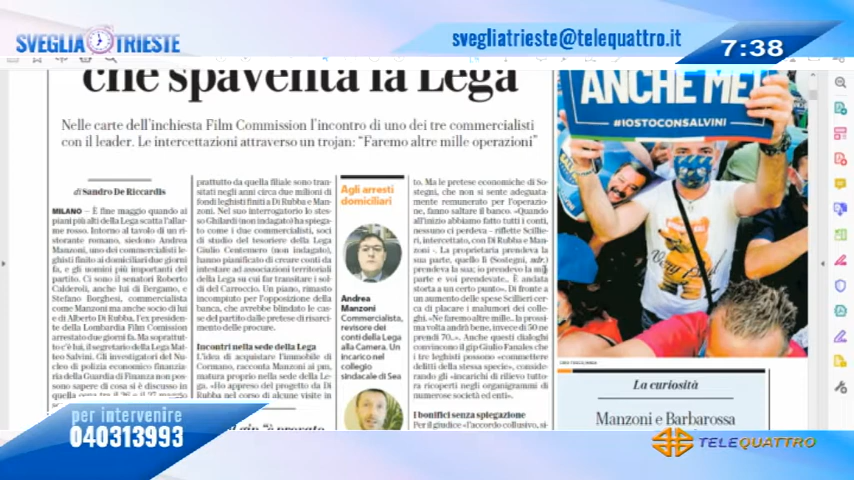 SVEGLIA TRIESTE
svegliatrieste@telequattro.it
7:38
che spaventa la Lega
Nelle carte dell'inchiesta Film Commission l'incontro di uno dei tre commercialisti
con il leader. Le intercettazioni attraverso un trojan: "Faremo altre mille operazioni"
di Sandro De Riccardis
MILANO – È fine maggio quando ai
piani più alti della Lega scatta l'allar-
me rosso. Intorno al tavolo di un ri-
storante romano, siedono Andrea
Manzoni, uno dei commercialisti le-
ghisti finiti ai domiciliari due giorni
fa, e gli uomini più importanti del
partito. Ci sono il senatori Roberto
Calderoli, anche lui di Bergamo, e
Stefano Borghesi, commercialista
come Manzoni ma anche socio di lui
e di Alberto Di Rubba, l'ex presiden-
te della Lombardia Film Comission
arrestato due giorni fa. Ma soprattut-
to c'è lui, il segretario della Lega Mat-
teo Salvini. Gli investigatori del Nu-
cleo di polizia economico finanzia-
ria della Guardia di Finanza non pos-
sono sapere di cosa si è discusso in
quella cena tra il 26 e il 27 maggio
prattutto da quella filiale sono tran-
sitati negli anni circa due milioni di
fondi leghisti finiti a Di Rubba e Man-
zoni. Nel suo interrogatorio lo stes-
so Ghilardi (non indagato) ha spiega-
to come i due commercialisti, soci
di studio del tesoriere della Lega
Giulio Centemero (non indagato),
hanno pianificato di creare conti da
intestare ad associazioni territoriali
della Lega su cui far transitare i sol-
di del Carroccio. Un piano, rimasto
incompiuto per l'opposizione della
banca, che avrebbe blindato le cas-
se del partito dalle pretese di risarci-
mento delle procure.
Incontri nella sede della Lega
L'idea di acquistare l'immobile di
Cormano, racconta Manzoni ai pm,
matura proprio nella sede della Le-
ga. «Ho appreso del progetto da Di
Rubba nel corso di alcune visite in
Agli arresti
domiciliari
Andrea
Manzoni
Commercialista,
revisore dei
conti della Lega
alla Camera. Un
incarico nel
collegio
sindacale di Sea
to. Ma le pretese economiche di So-
stegni, che non si sente adeguata-
mente remunerato per l'operazio-
ne, fanno saltare il banco. «Quando
all'inizio abbiamo fatto tutti i conti,
nessuno ci perdeva – riflette Scillie-
ri, intercettato, con Di Rubba e Man-
zoni -. La proprietaria prendeva la
sua parte, quello lì (Sostegni, ndr.)
prendeva la sua; io prendevo la mia
parte e voi prendevate.. È andata
storta a un certo punto». Di fronte a
un aumento delle spese Scillieri cer-
ca di placare i malumori dei colle-
ghi. «Ne faremo altre mille.. la prossi-
ma volta andrà bene, invece di 50 ne
prendi 70..». Anche questi dialoghi
convincono il gip Giulio Fanales che
i tre leghisti possono «commettere
delitti della stessa specie», conside-
rando gli «incarichi di rilievo tutto-
ra ricoperti negli organigrammi di
numerose società ed enti».
I bonifici senza spiegazione
Per il giudice «l'accordo collusivo, si-
ANCHE ME!
#IOSTOCONSALVINI
La curiosità
Manzoni e Barbarossa
per intervenire
040313993
TELEQUATTRO